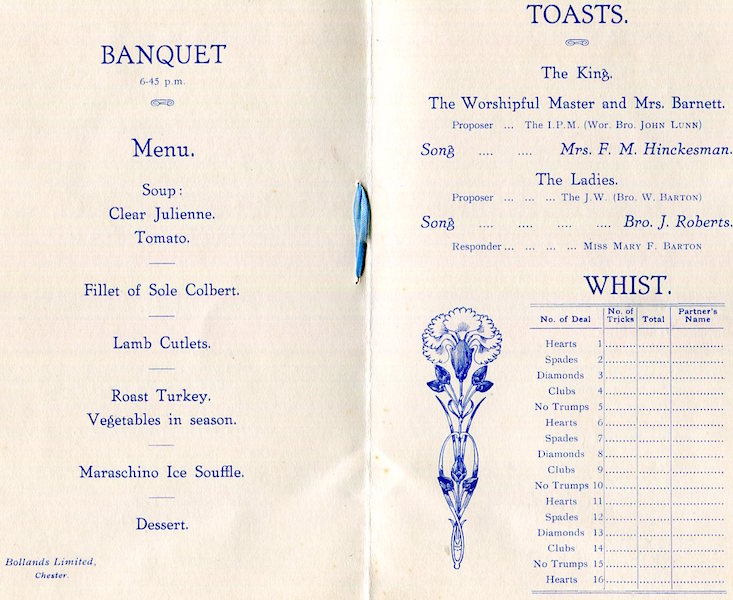 BANQUET
6-45 p.m.
Menu.
Soup:
Clear Julienne.
Tomato.
Fillet of Sole Colbert.
Lamb Cutlets.
Roast Turkey.
Vegetables in season.
Maraschino Ice Souffle.
Dessert.
Bollands Limited,
Chester.
TOASTS.
The King.
The Worshipful Master and Mrs. Barnett.
Proposer ... The I.P.M. (Wor. Bro. John Lunn)
Song .... .... Mrs. F. M. Hinckesman.
The Ladies.
Proposer ... ... ... The J.W. (Bro. W. Barton)
Song .... .... .... .... Bro. J. Roberts.
Responder ... ... ... ... Miss Mary F. Barton
WHIST.
No. of Deal No. of Tricks Total Partner's Name
Hearts 1
Spades 2
Diamonds 3
Clubs 4
No Trumps 5
Hearts 6
Spades 7
Diamonds 8
Clubs 9
No Trumps 10
Hearts 11
Spades 12
Diamonds 13
Clubs 14
No Trumps 15
Hearts 16